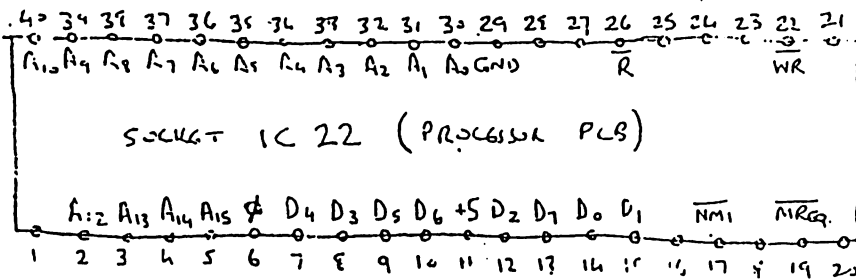 40 39 38 37 36 35 34 33 32 31 30 29 28 27 26 25 24 23 22 21
A10 A9 A8 A7 A6 A5 A4 A3 A2 A1 A0 GND R WR
SOCKET IC 22 (PROCESSOR PCB)
A12 A13 A14 A15 ∅ D4 D3 D5 D6 +5 D2 D7 D0 D1 NMI MREQ.
1 2 3 4 5 6 7 8 9 10 11 12 13 14 15 16 17 18 19 20